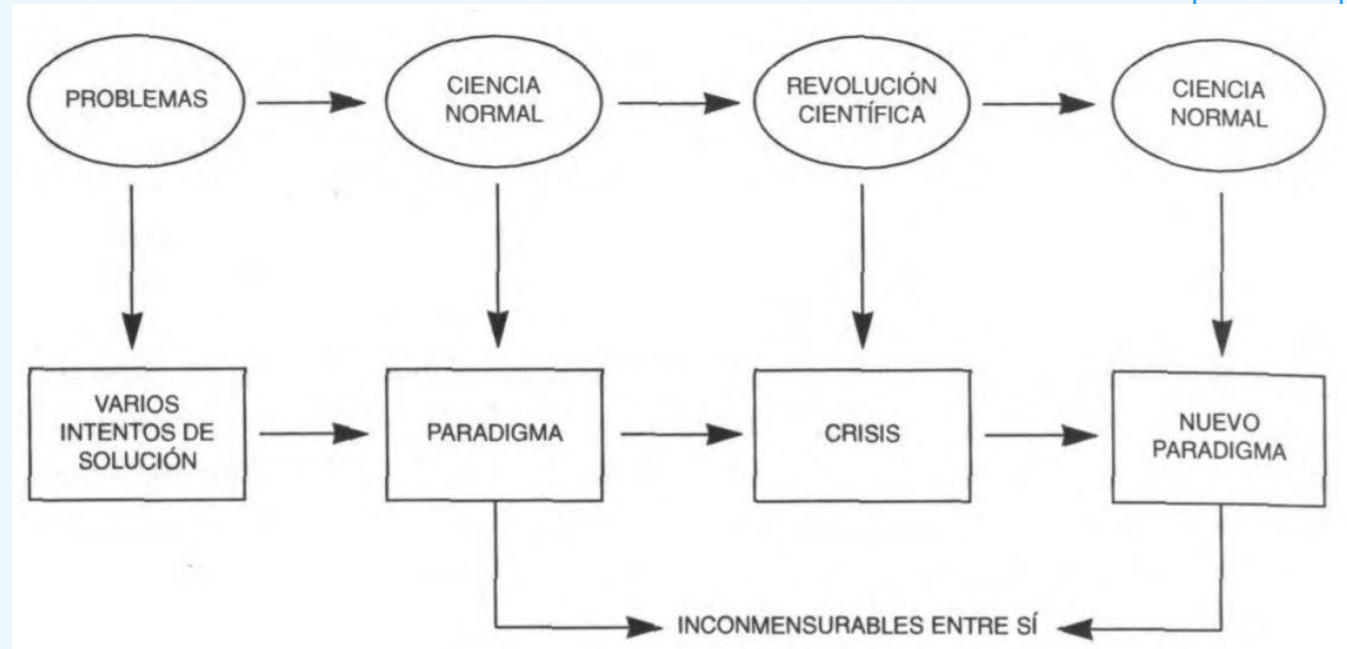 PROBLEMAS
CIENCIA
NORMAL
REVOLUCIÓN
CIENTÍFICA
CIENCIA
NORMAL
VARIOS
INTENTOS DE
SOLUCIÓN
PARADIGMA
CRISIS
NUEVO
PARADIGMA
INCONMENSURABLES ENTRE SÍ